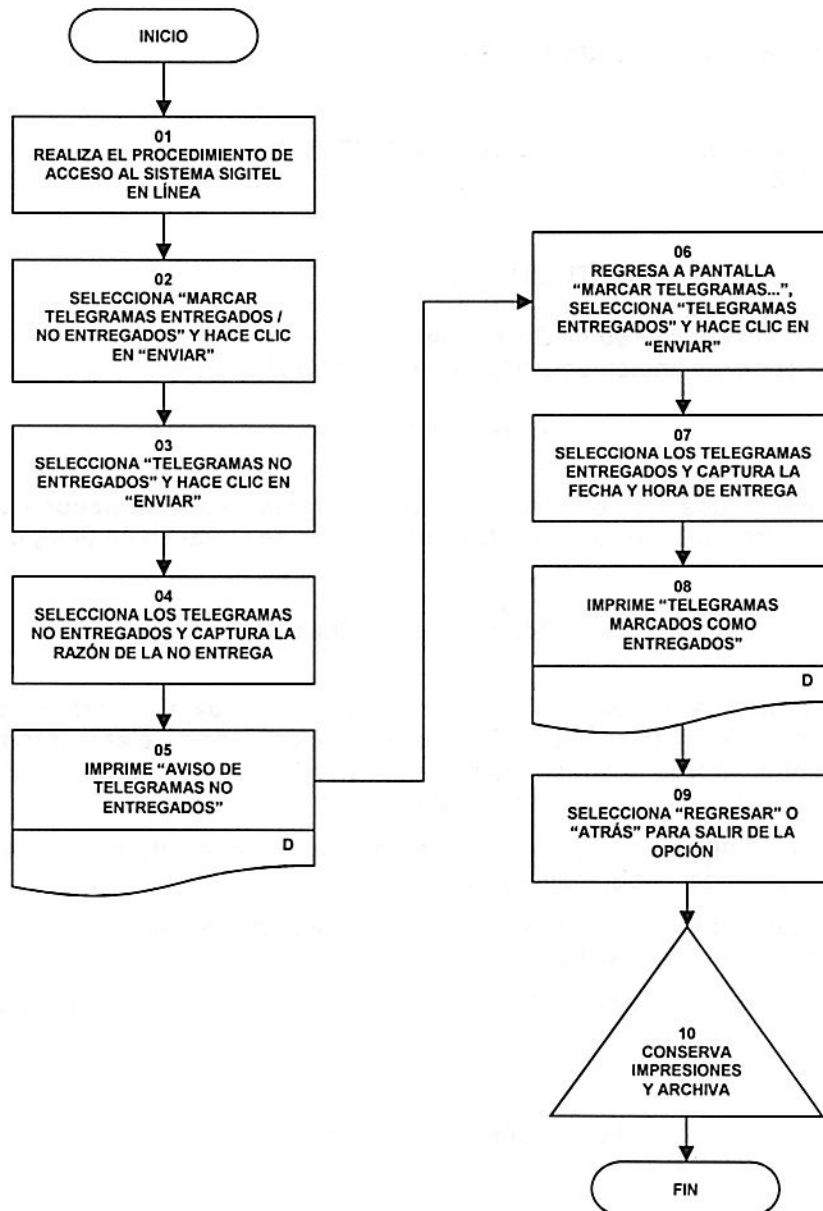 INICIO
01
REALIZA EL PROCEDIMIENTO DE
ACCESO AL SISTEMA SIGITEL
EN LÍNEA
02
SELECCIONA “MARCAR
TELEGRAMAS ENTREGADOS /
NO ENTREGADOS” Y HACE CLIC
EN “ENVIAR”
03
SELECCIONA “TELEGRAMAS NO
ENTREGADOS” Y HACE CLIC EN
“ENVIAR”
04
SELECCIONA LOS TELEGRAMAS
NO ENTREGADOS Y CAPTURA LA
RAZÓN DE LA NO ENTREGA
05
IMPRIME “AVISO DE
TELEGRAMAS NO
ENTREGADOS”
D
06
REGRESA A PANTALLA
“MARCAR TELEGRAMAS...”,
SELECCIONA “TELEGRAMAS
ENTREGADOS” Y HACE CLIC EN
“ENVIAR”
07
SELECCIONA LOS TELEGRAMAS
ENTREGADOS Y CAPTURA LA
FECHA Y HORA DE ENTREGA
08
IMPRIME “TELEGRAMAS
MARCADOS COMO
ENTREGADOS”
D
09
SELECCIONA “REGRESAR” O
“ATRÁS” PARA SALIR DE LA
OPCIÓN
10
CONSERVA
IMPRESIONES
Y ARCHIVA
FIN